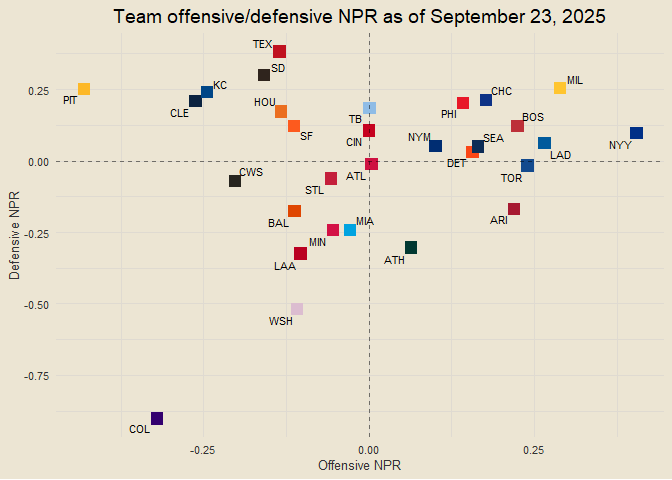 Team offensive/defensive NPR as of September 23, 2025
TEX
SD
KC
PIT
CLE
HOU
SF
TB
CIN
MIL
CHC
PHI
BOS
NYM
SEA
NYY
DET
LAD
TOR
ATL
CWS
STL
BAL
MIA
MIN
ARI
ATH
LAA
WSH
COL
0.25
0.00
-0.25
-0.50
-0.75
Defensive NPR
-0.25
0.00
0.25
Offensive NPR